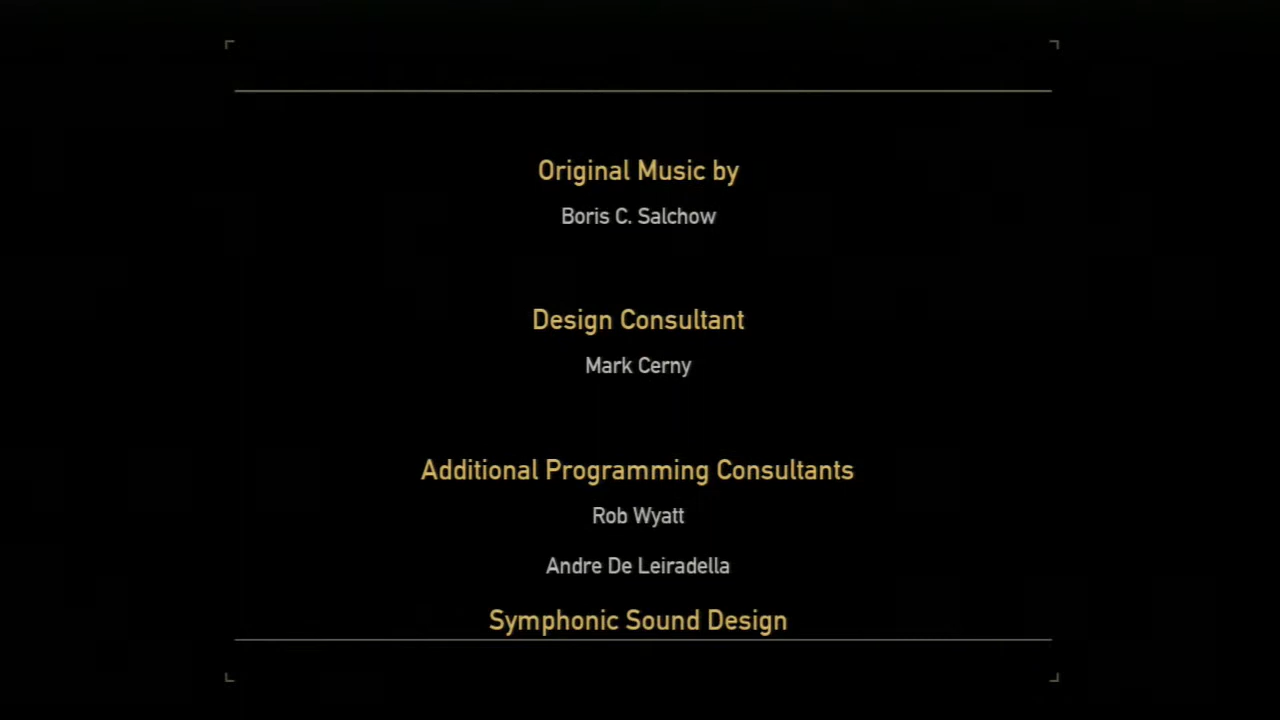 Original Music by
Boris C. Salchow
Design Consultant
Mark Cerny
Additional Programming Consultants
Rob Wyatt
Andre De Leiradella
Symphonic Sound Design